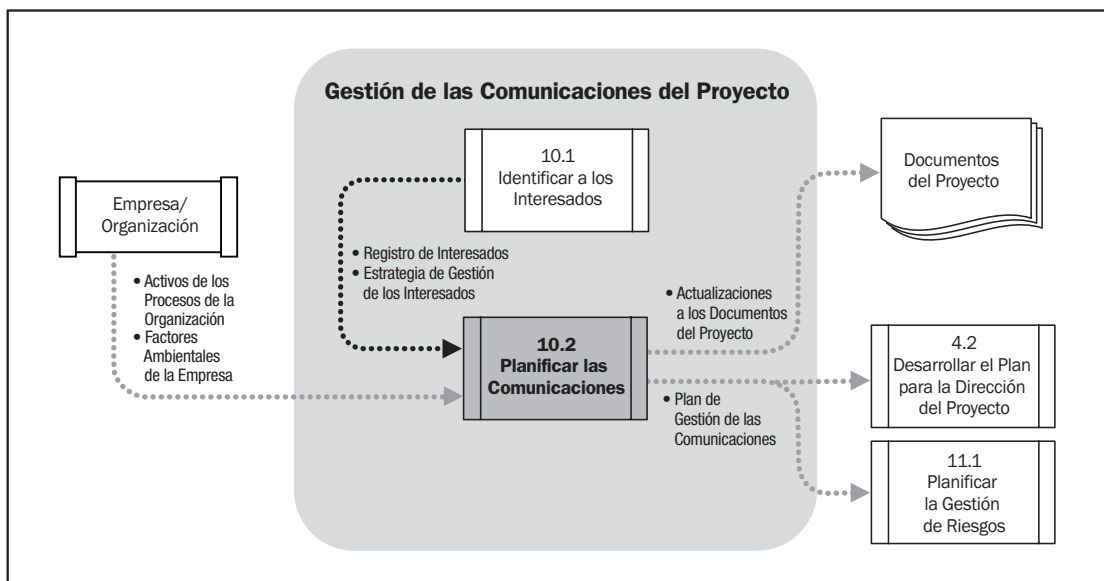 Gestión de las Comunicaciones del Proyecto
10.1
Identificar a los
Interesados
Documentos
del Proyecto
Empresa/
Organización
• Registro de Interesados
• Estrategia de Gestión
de los Interesados
• Activos de los
Procesos de la
Organización
• Factores
Ambientales
de la Empresa
• Actualizaciones
a los Documentos
del Proyecto
10.2
Planificar las
Comunicaciones
4.2
Desarrollar el Plan
para la Dirección
del Proyecto
• Plan de
Gestión de las
Comunicaciones
11.1
Planificar
la Gestión
de Riesgos